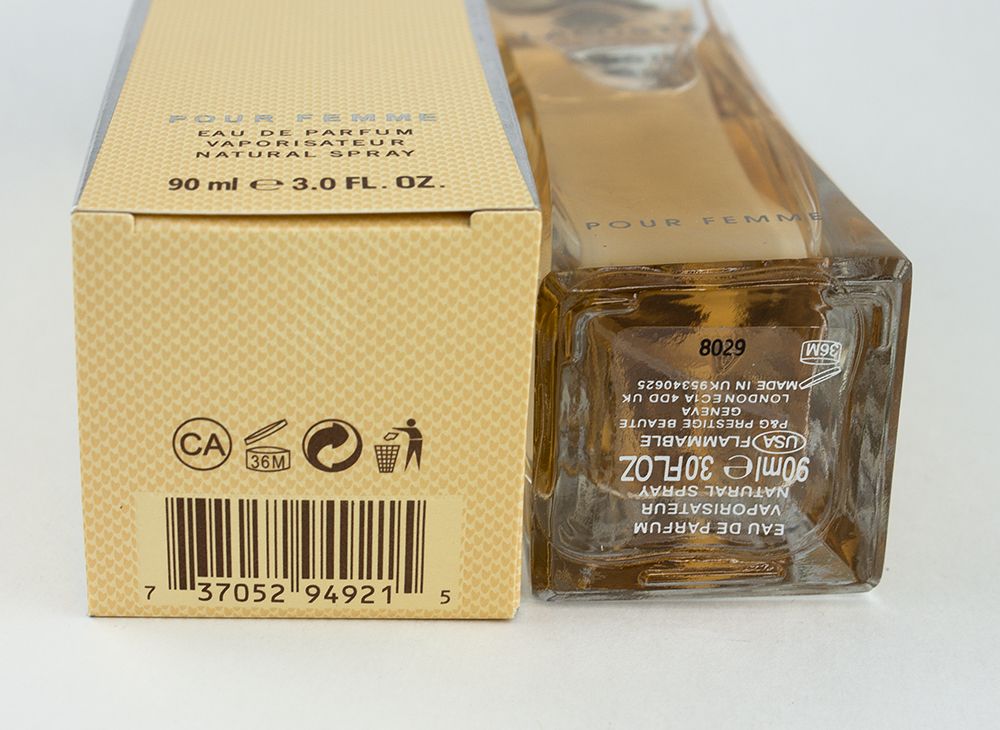 POUR FEMME
EAU DE PARFUM
VAPORISATEUR
NATURAL SPRAY
90 ml ℮ 3.0 FL. OZ.
CA
36M
7 37052 94921 5
POUR FEMME
8029
EAU DE PARFUM
VAPORISATEUR
NATURAL SPRAY
90ml ℮ 3.0FL.OZ
USA FLAMMABLE
P&G PRESTIGE BEAUTE
GENEVA
LONDON EC1A 4DD UK
MADE IN UK 95340625
36M